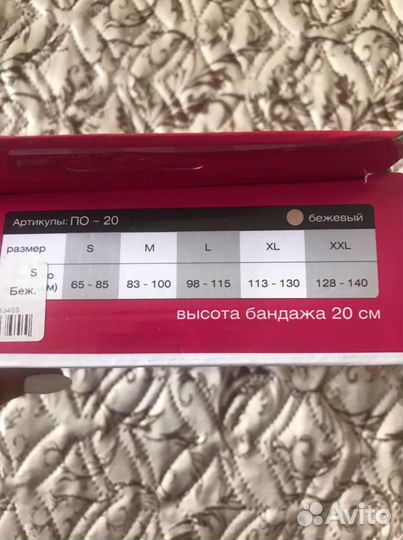 Артикулы: ПО – 20 бежевый
размер S M L XL XXL
S
Беж.
о
м) 65 - 85 83 - 100 98 - 115 113 - 130 128 - 140
33455
высота бандажа 20 см
Avito